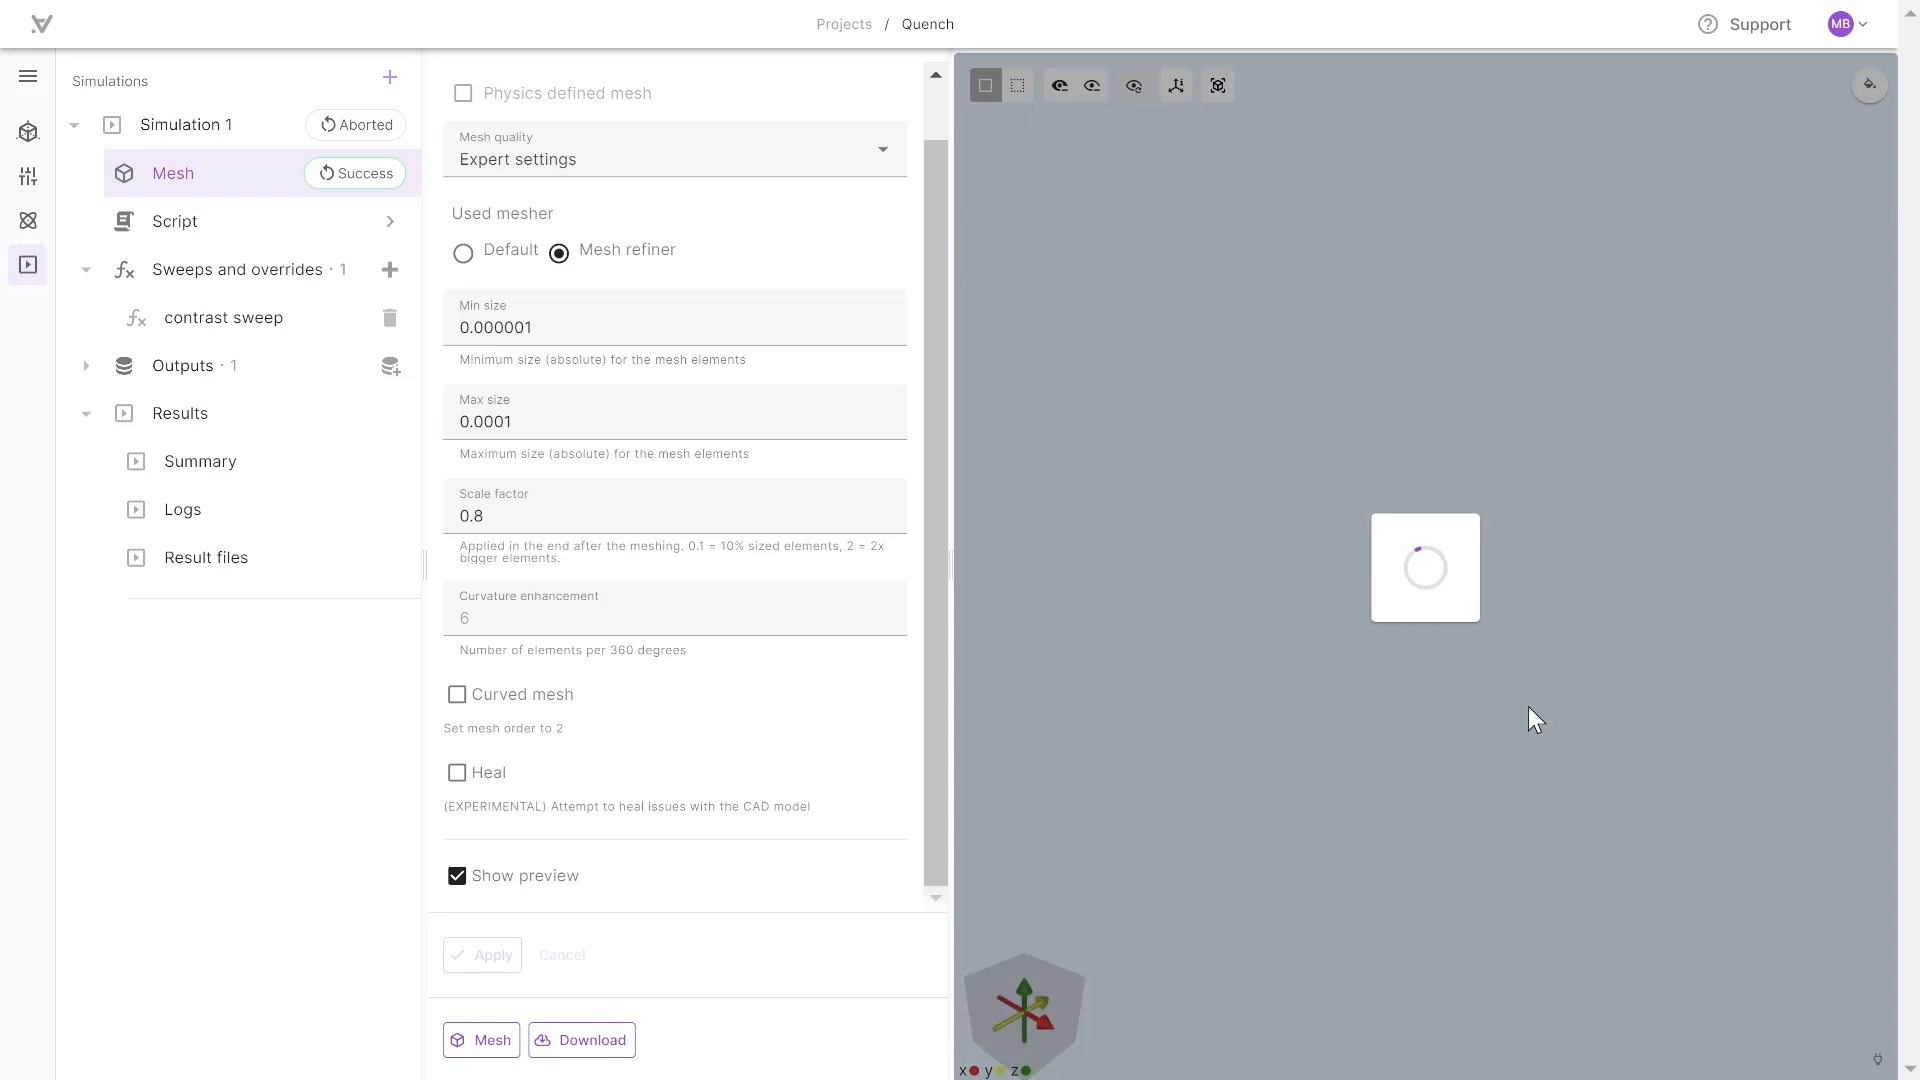 Projects / Quench
Support
MB
Simulations
Simulation 1
Aborted
Mesh
Success
Script
Sweeps and overrides · 1
contrast sweep
Outputs · 1
Results
Summary
Logs
Result files
Physics defined mesh
Mesh quality
Expert settings
Used mesher
Default
Mesh refiner
Min size
0.000001
Minimum size (absolute) for the mesh elements
Max size
0.0001
Maximum size (absolute) for the mesh elements
Scale factor
0.8
Applied in the end after the meshing. 0.1 = 10% sized elements, 2 = 2x
bigger elements.
Curvature enhancement
6
Number of elements per 360 degrees
Curved mesh
Set mesh order to 2
Heal
(EXPERIMENTAL) Attempt to heal issues with the CAD model
Show preview
Apply
Cancel
Mesh
Download
x y z